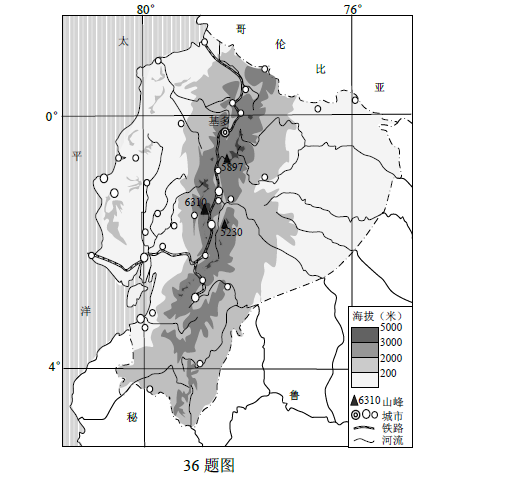 80°
76°
太
哥
伦
比
亚
0°
基多
平
5897
6310
5230
洋
海拔（米）
5000
3000
2000
200
4°
6310 山峰
城市
铁路
河流
秘
鲁
36 题图